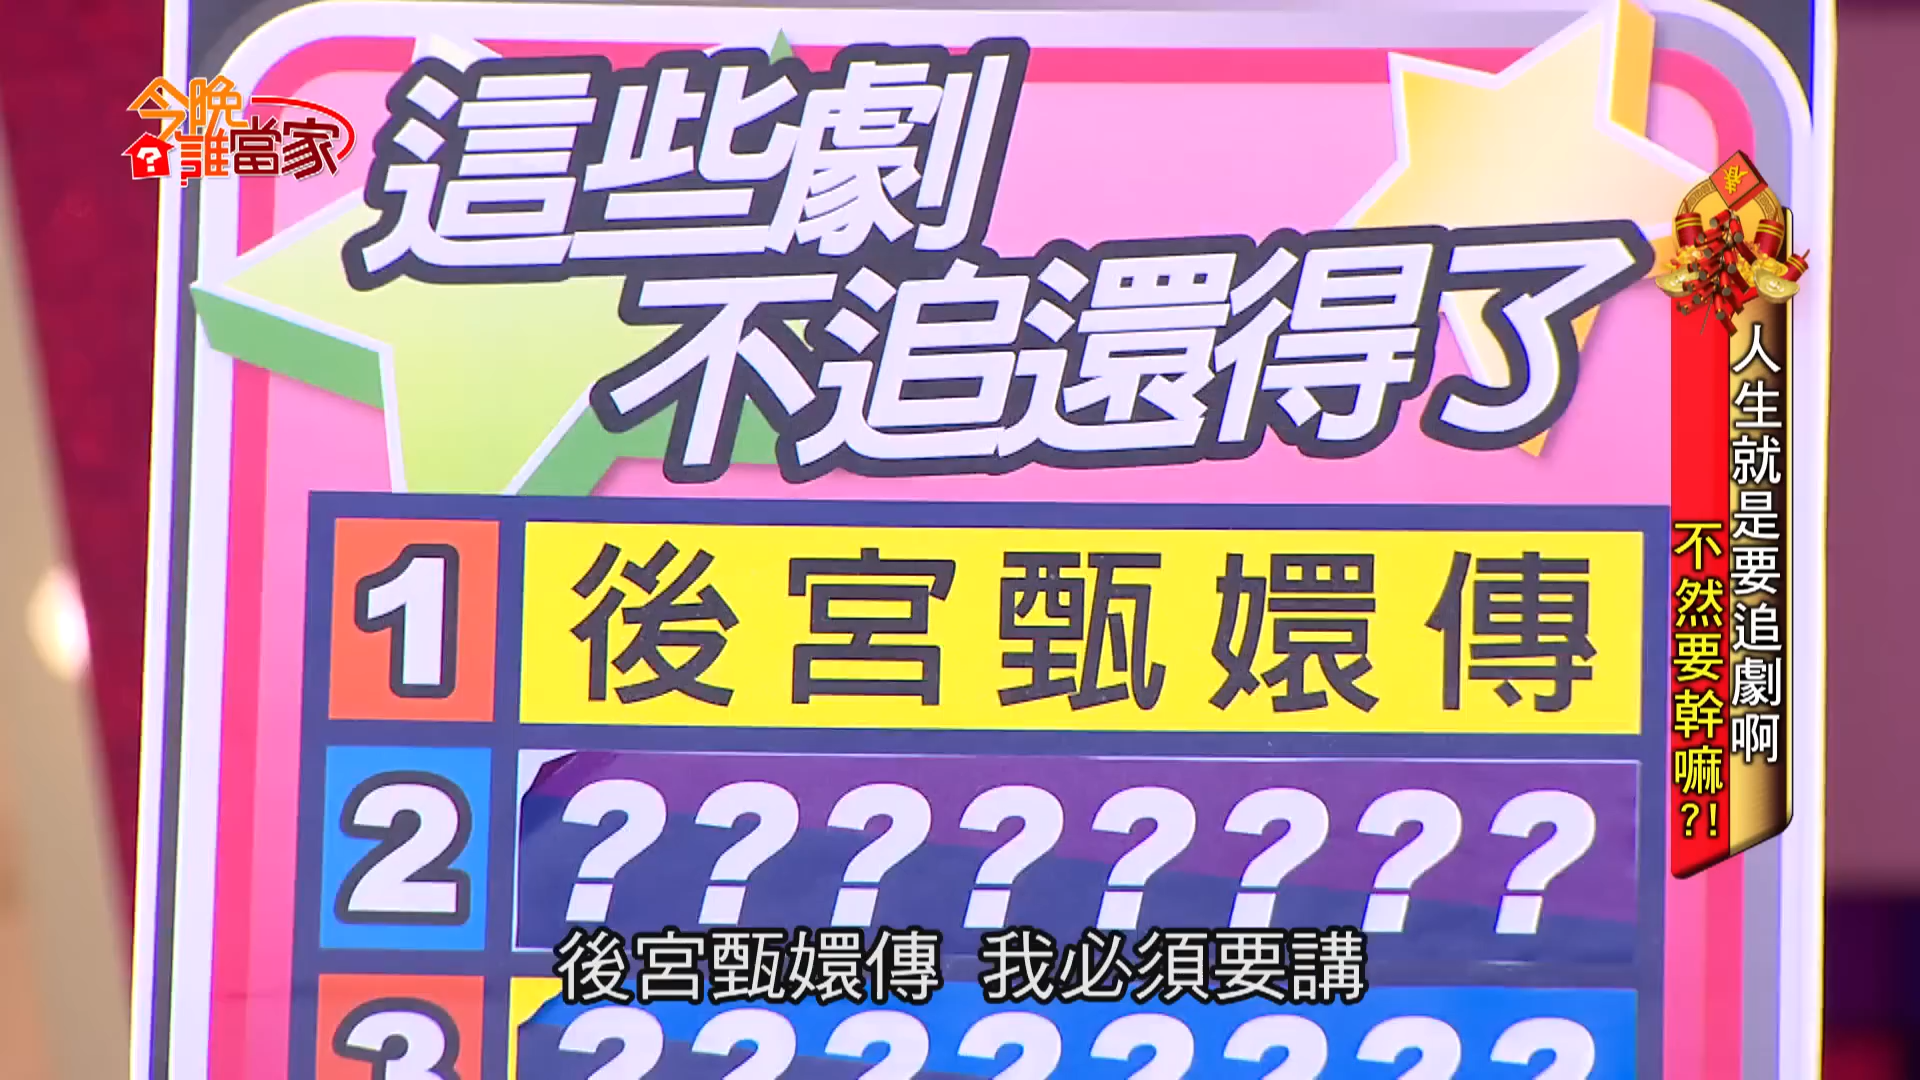 今晚
誰當家
?
這些劇
不追還得了
春
人生就是要追劇啊
不然要幹嘛?!
1 後宮甄嬛傳
2 ????????
3 ????????
後宮甄嬛傳 我必須要講